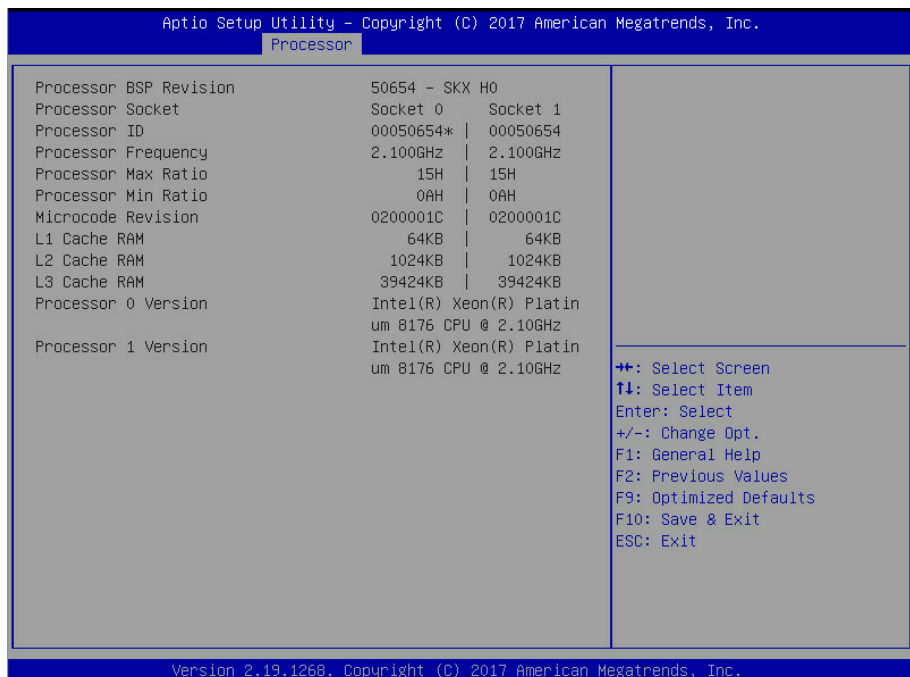 Aptio Setup Utility – Copyright (C) 2017 American Megatrends, Inc.
Processor
Processor BSP Revision 50654 – SKX H0
Processor Socket Socket 0 Socket 1
Processor ID 00050654* | 00050654
Processor Frequency 2.100GHz | 2.100GHz
Processor Max Ratio 15H | 15H
Processor Min Ratio 0AH | 0AH
Microcode Revision 0200001C | 0200001C
L1 Cache RAM 64KB | 64KB
L2 Cache RAM 1024KB | 1024KB
L3 Cache RAM 39424KB | 39424KB
Processor 0 Version Intel(R) Xeon(R) Platin
um 8176 CPU @ 2.10GHz
Processor 1 Version Intel(R) Xeon(R) Platin
um 8176 CPU @ 2.10GHz
→←: Select Screen
↑↓: Select Item
Enter: Select
+/-: Change Opt.
F1: General Help
F2: Previous Values
F9: Optimized Defaults
F10: Save & Exit
ESC: Exit
Version 2.19.1268. Copyright (C) 2017 American Megatrends, Inc.